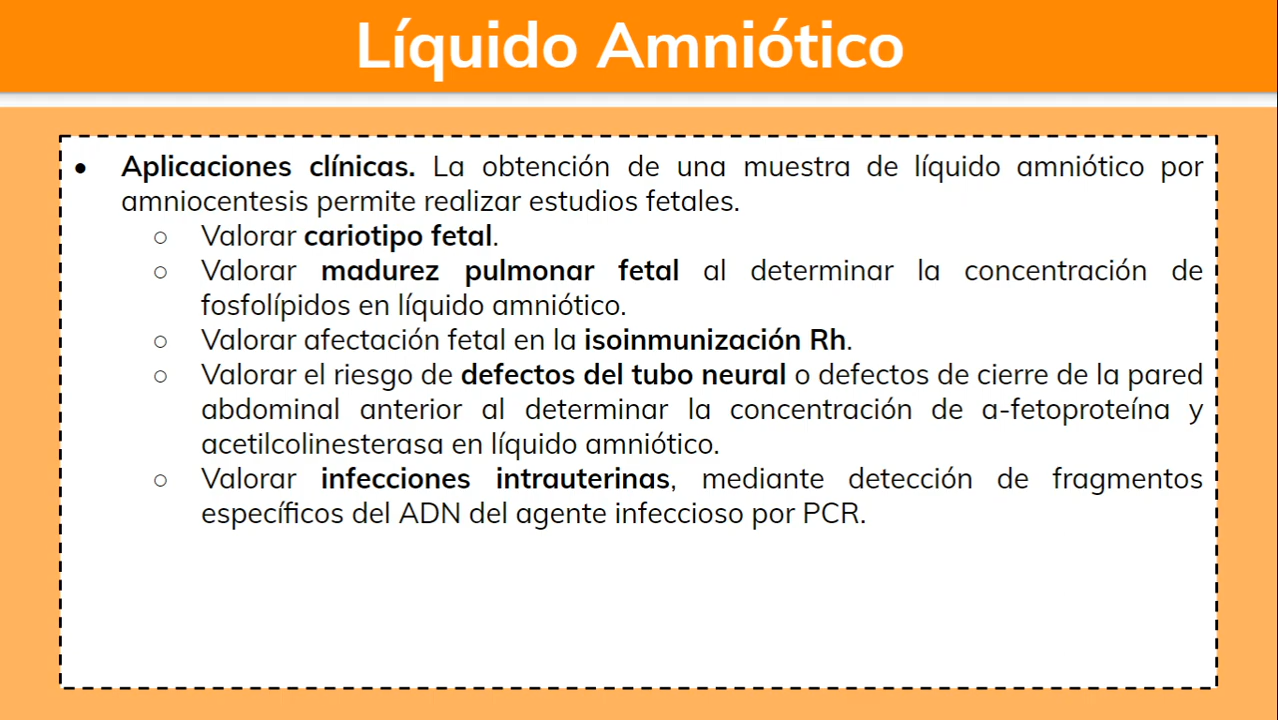 Líquido Amniótico
● Aplicaciones clínicas. La obtención de una muestra de líquido amniótico por
amniocentesis permite realizar estudios fetales.
○ Valorar cariotipo fetal.
○ Valorar madurez pulmonar fetal al determinar la concentración de
fosfolípidos en líquido amniótico.
○ Valorar afectación fetal en la isoinmunización Rh.
○ Valorar el riesgo de defectos del tubo neural o defectos de cierre de la pared
abdominal anterior al determinar la concentración de α-fetoproteína y
acetilcolinesterasa en líquido amniótico.
○ Valorar infecciones intrauterinas, mediante detección de fragmentos
específicos del ADN del agente infeccioso por PCR.